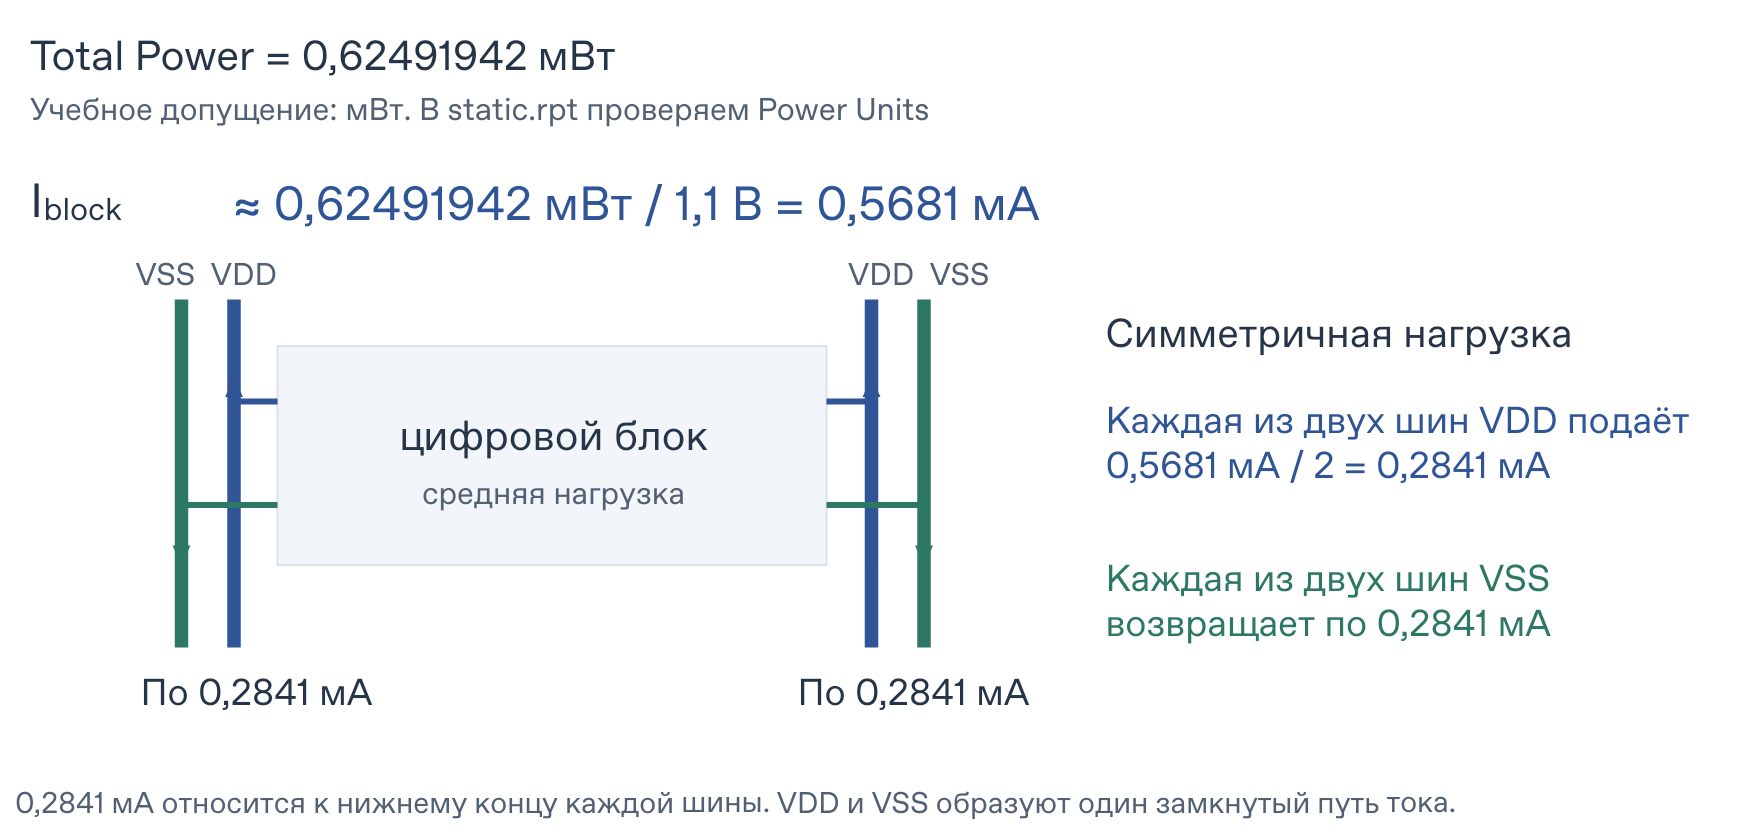 Total Power = 0,62491942 мВт
Учебное допущение: мВт. В static.rpt проверяем Power Units
Iblock ≈ 0,62491942 мВт / 1,1 В = 0,5681 мА
VSS VDD
VDD VSS
цифровой блок
средняя нагрузка
По 0,2841 мА
По 0,2841 мА
Симметричная нагрузка
Каждая из двух шин VDD подаёт
0,5681 мА / 2 = 0,2841 мА
Каждая из двух шин VSS
возвращает по 0,2841 мА
0,2841 мА относится к нижнему концу каждой шины. VDD и VSS образуют один замкнутый путь тока.